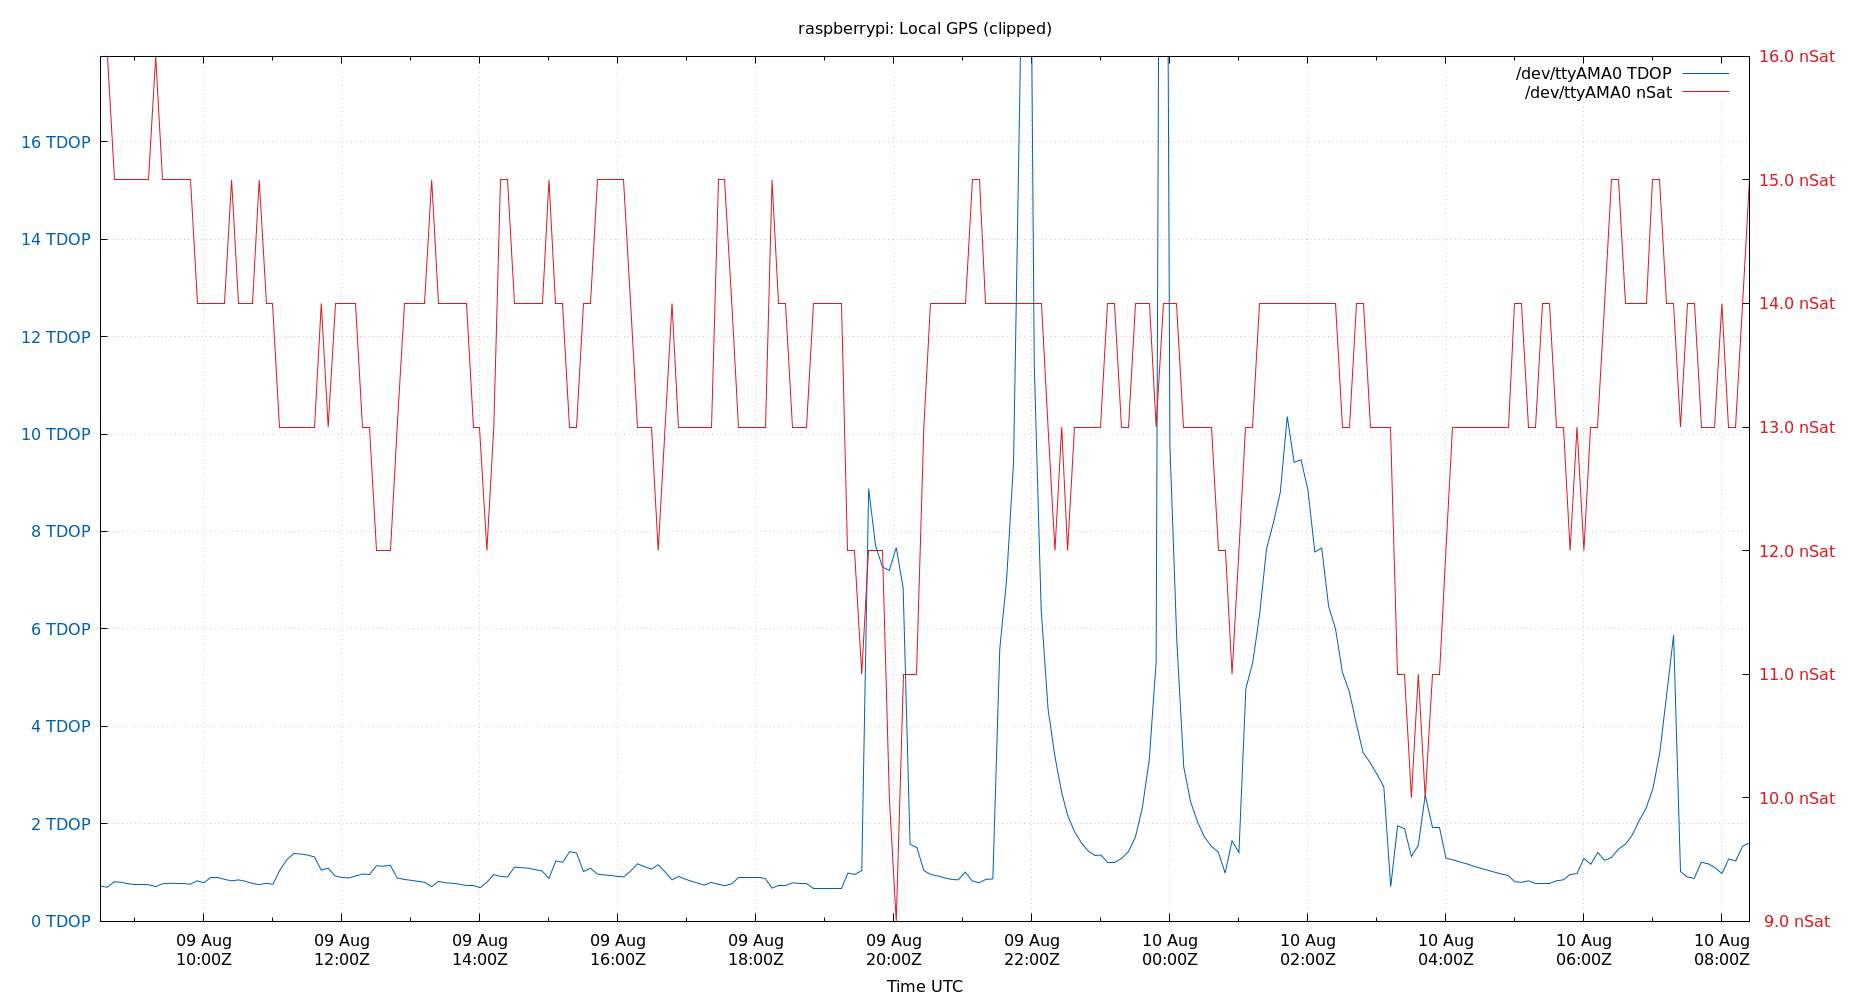 raspberrypi: Local GPS (clipped)
/dev/ttyAMA0 TDOP
/dev/ttyAMA0 nSat
16 TDOP
14 TDOP
12 TDOP
10 TDOP
8 TDOP
6 TDOP
4 TDOP
2 TDOP
0 TDOP
16.0 nSat
15.0 nSat
14.0 nSat
13.0 nSat
12.0 nSat
11.0 nSat
10.0 nSat
9.0 nSat
09 Aug
10:00Z
09 Aug
12:00Z
09 Aug
14:00Z
09 Aug
16:00Z
09 Aug
18:00Z
09 Aug
20:00Z
09 Aug
22:00Z
10 Aug
00:00Z
10 Aug
02:00Z
10 Aug
04:00Z
10 Aug
06:00Z
10 Aug
08:00Z
Time UTC